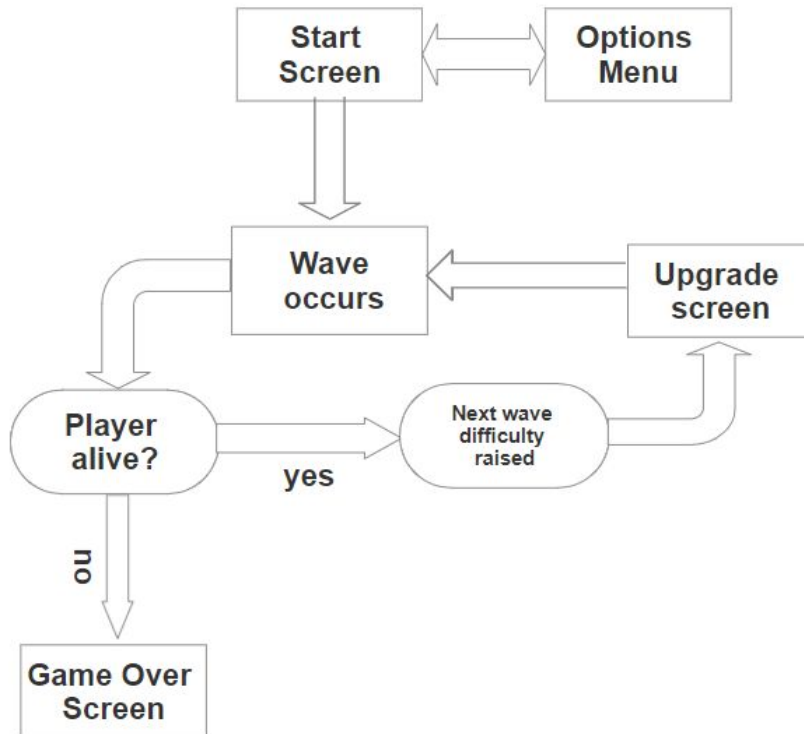 Start
Screen
Options
Menu
Wave
occurs
Upgrade
screen
Player
alive?
yes
Next wave
difficulty
raised
no
Game Over
Screen